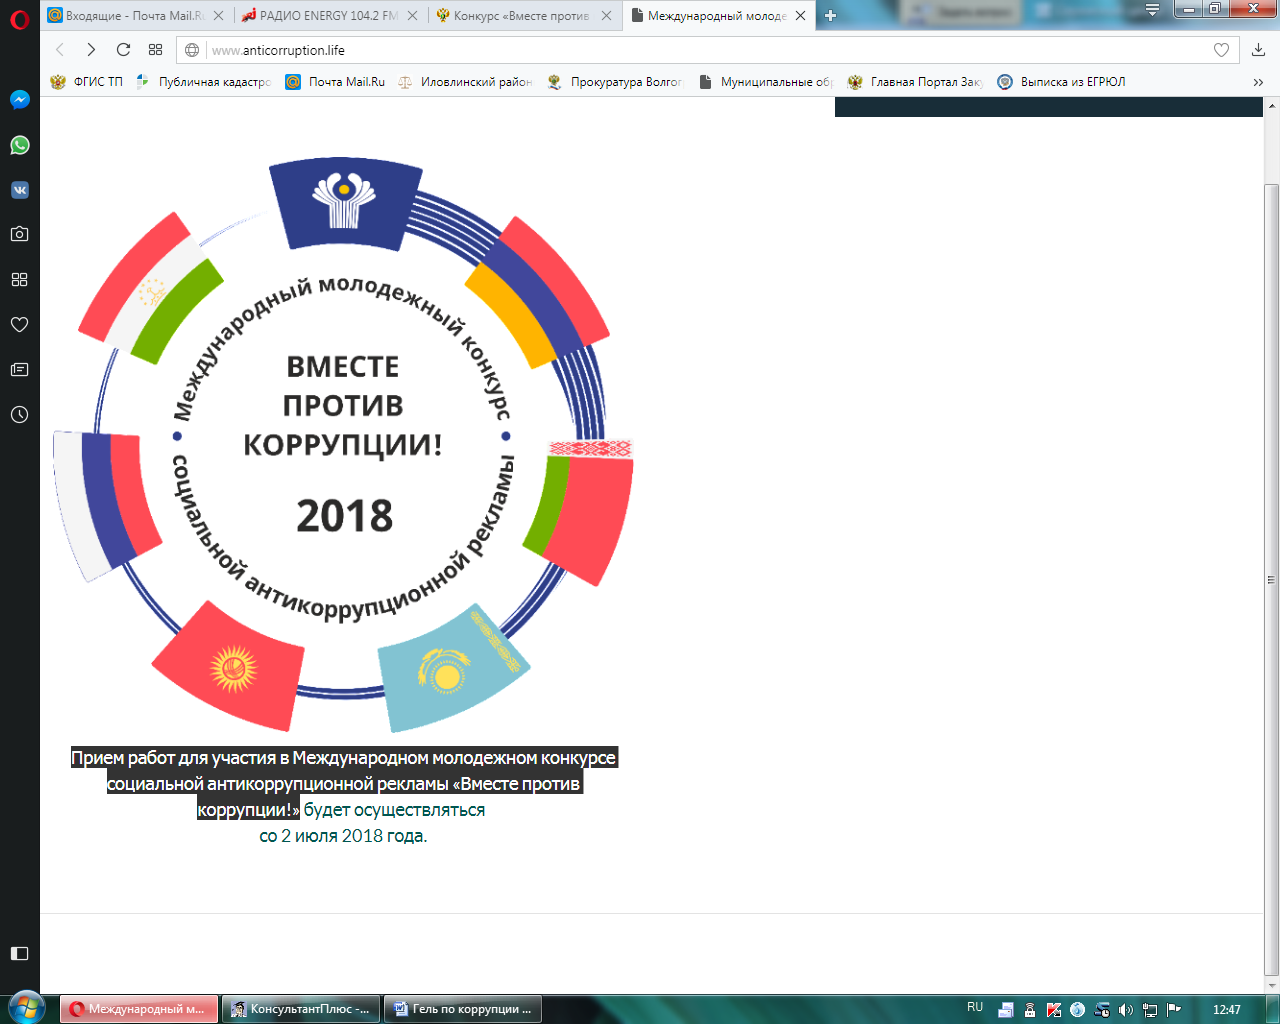 Входящие - Почта Mail.Ru
РАДИО ENERGY 104.2 FM
Конкурс «Вместе против
Международный молоде
www.anticorruption.life
ФГИС ТП
Публичная кадастро
Почта Mail.Ru
Иловлинский район
Прокуратура Волгог
Муниципальные обр
Главная Портал Заку
Выписка из ЕГРЮЛ
Международный молодежный конкурс
ВМЕСТЕ
ПРОТИВ
КОРРУПЦИИ!
2018
социальной антикоррупционной рекламы
Прием работ для участия в Международном молодежном конкурсе
социальной антикоррупционной рекламы «Вместе против
коррупции!» будет осуществляться
со 2 июля 2018 года.
Международный м...
КонсультантПлюс -...
Гель по коррупции ...
RU
12:47